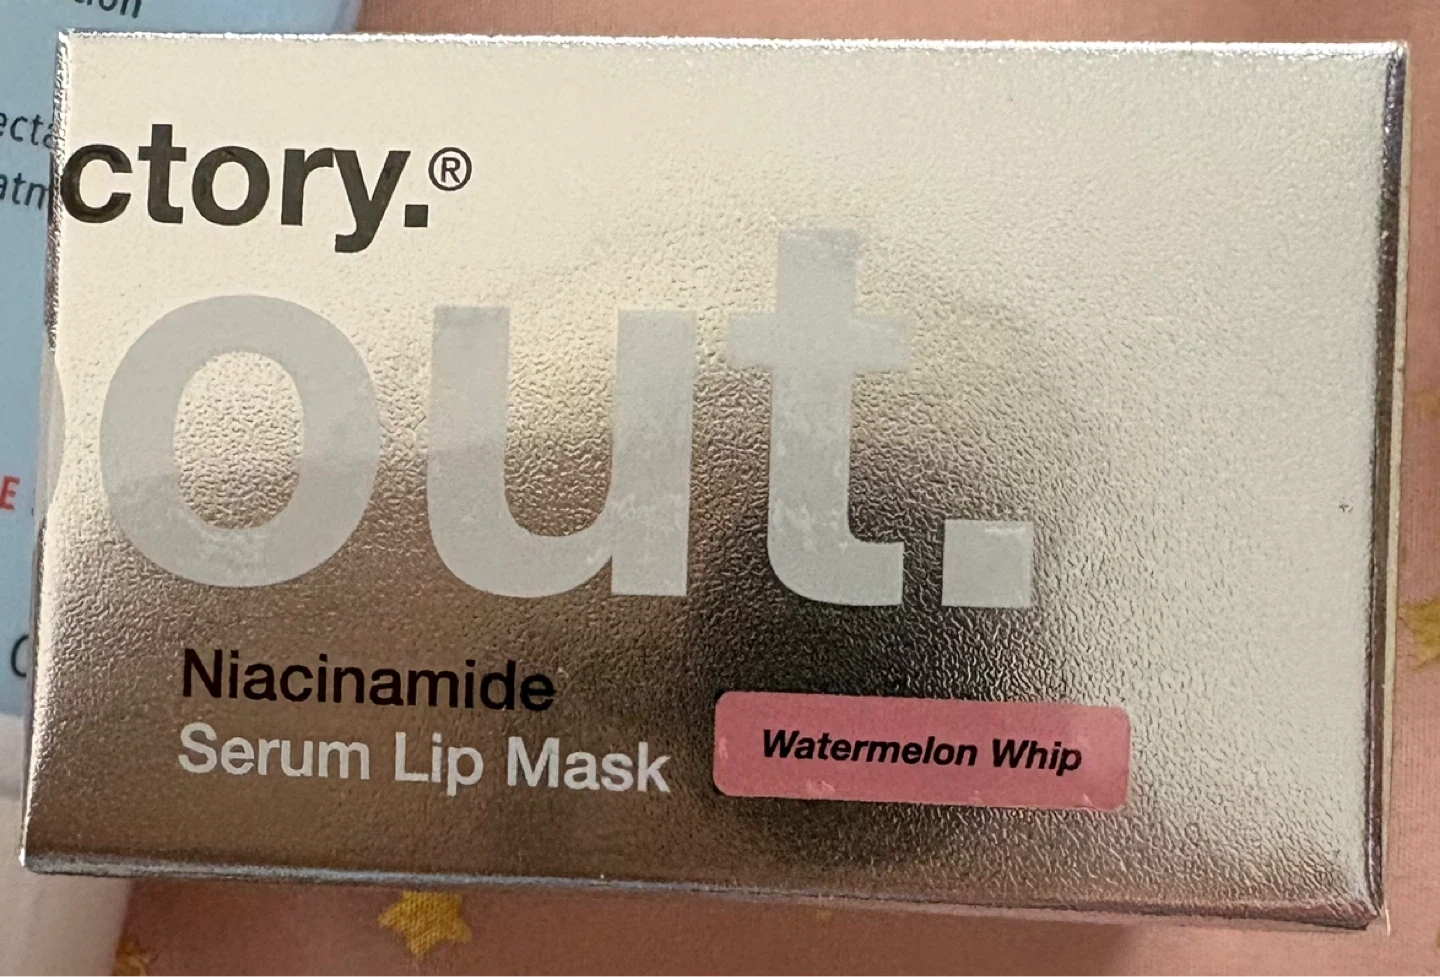 ctory.®
out.
Niacinamide
Serum Lip Mask
Watermelon Whip